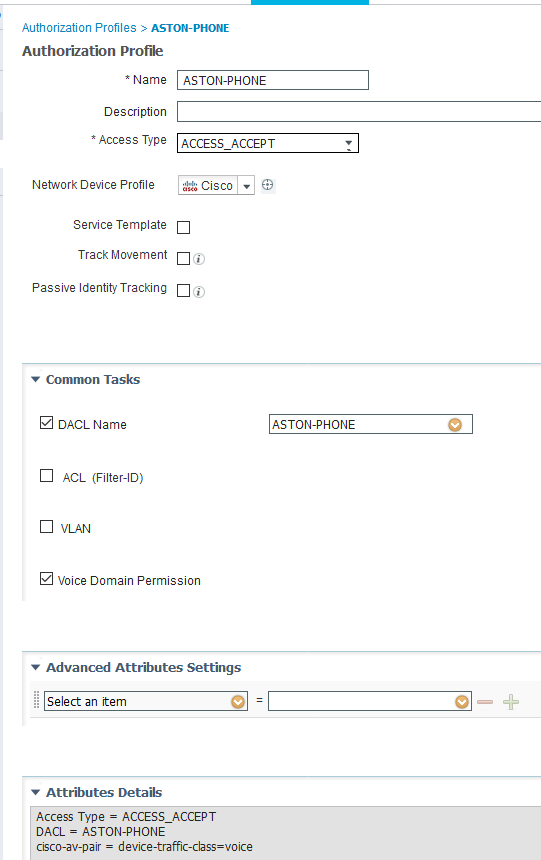 Authorization Profiles > ASTON-PHONE
Authorization Profile
* Name ASTON-PHONE
Description
* Access Type ACCESS_ACCEPT
Network Device Profile cisco Cisco
Service Template
Track Movement i
Passive Identity Tracking i
Common Tasks
DACL Name ASTON-PHONE
ACL (Filter-ID)
VLAN
Voice Domain Permission
Advanced Attributes Settings
Select an item =
Attributes Details
Access Type = ACCESS_ACCEPT
DACL = ASTON-PHONE
cisco-av-pair = device-traffic-class=voice